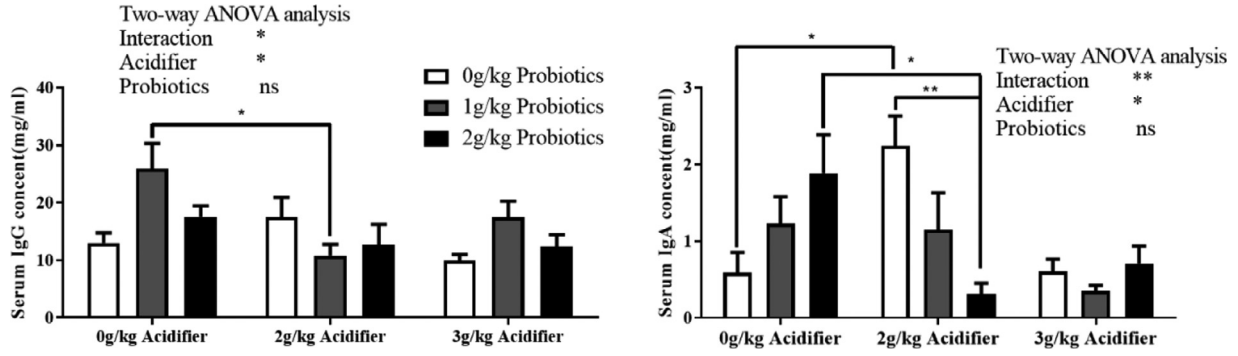 Two-way ANOVA analysis
Interaction *
Acidifier *
Probiotics ns
0g/kg Probiotics
1g/kg Probiotics
2g/kg Probiotics
Serum IgG concent(mg/ml)
40
30
20
10
0
*
0g/kg Acidifier 2g/kg Acidifier 3g/kg Acidifier
Two-way ANOVA analysis
Interaction **
Acidifier *
Probiotics ns
Serum IgA concent(mg/ml)
3
2
1
0
*
*
**
0g/kg Acidifier 2g/kg Acidifier 3g/kg Acidifier